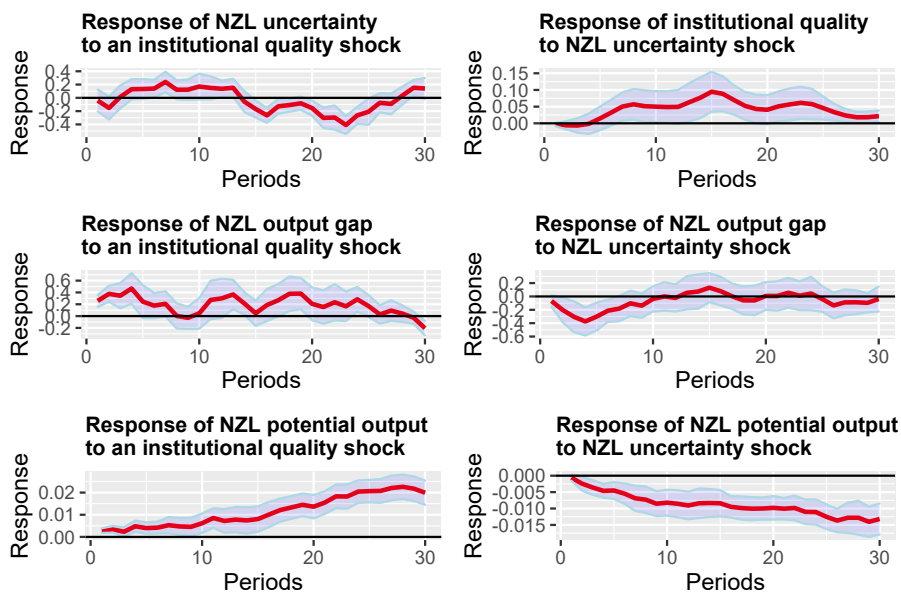 Response of NZL uncertainty
to an institutional quality shock
Response
0.4
0.2
0.0
-0.2
-0.4
0
10
20
30
Periods
Response of institutional quality
to NZL uncertainty shock
Response
0.15
0.10
0.05
0.00
0
10
20
30
Periods
Response of NZL output gap
to an institutional quality shock
Response
0.6
0.4
0.2
0.0
-0.2
0
10
20
30
Periods
Response of NZL output gap
to NZL uncertainty shock
Response
0.2
0.0
-0.2
-0.4
-0.6
0
10
20
30
Periods
Response of NZL potential output
to an institutional quality shock
Response
0.02
0.01
0.00
0
10
20
30
Periods
Response of NZL potential output
to NZL uncertainty shock
Response
0.000
-0.005
-0.010
-0.015
0
10
20
30
Periods